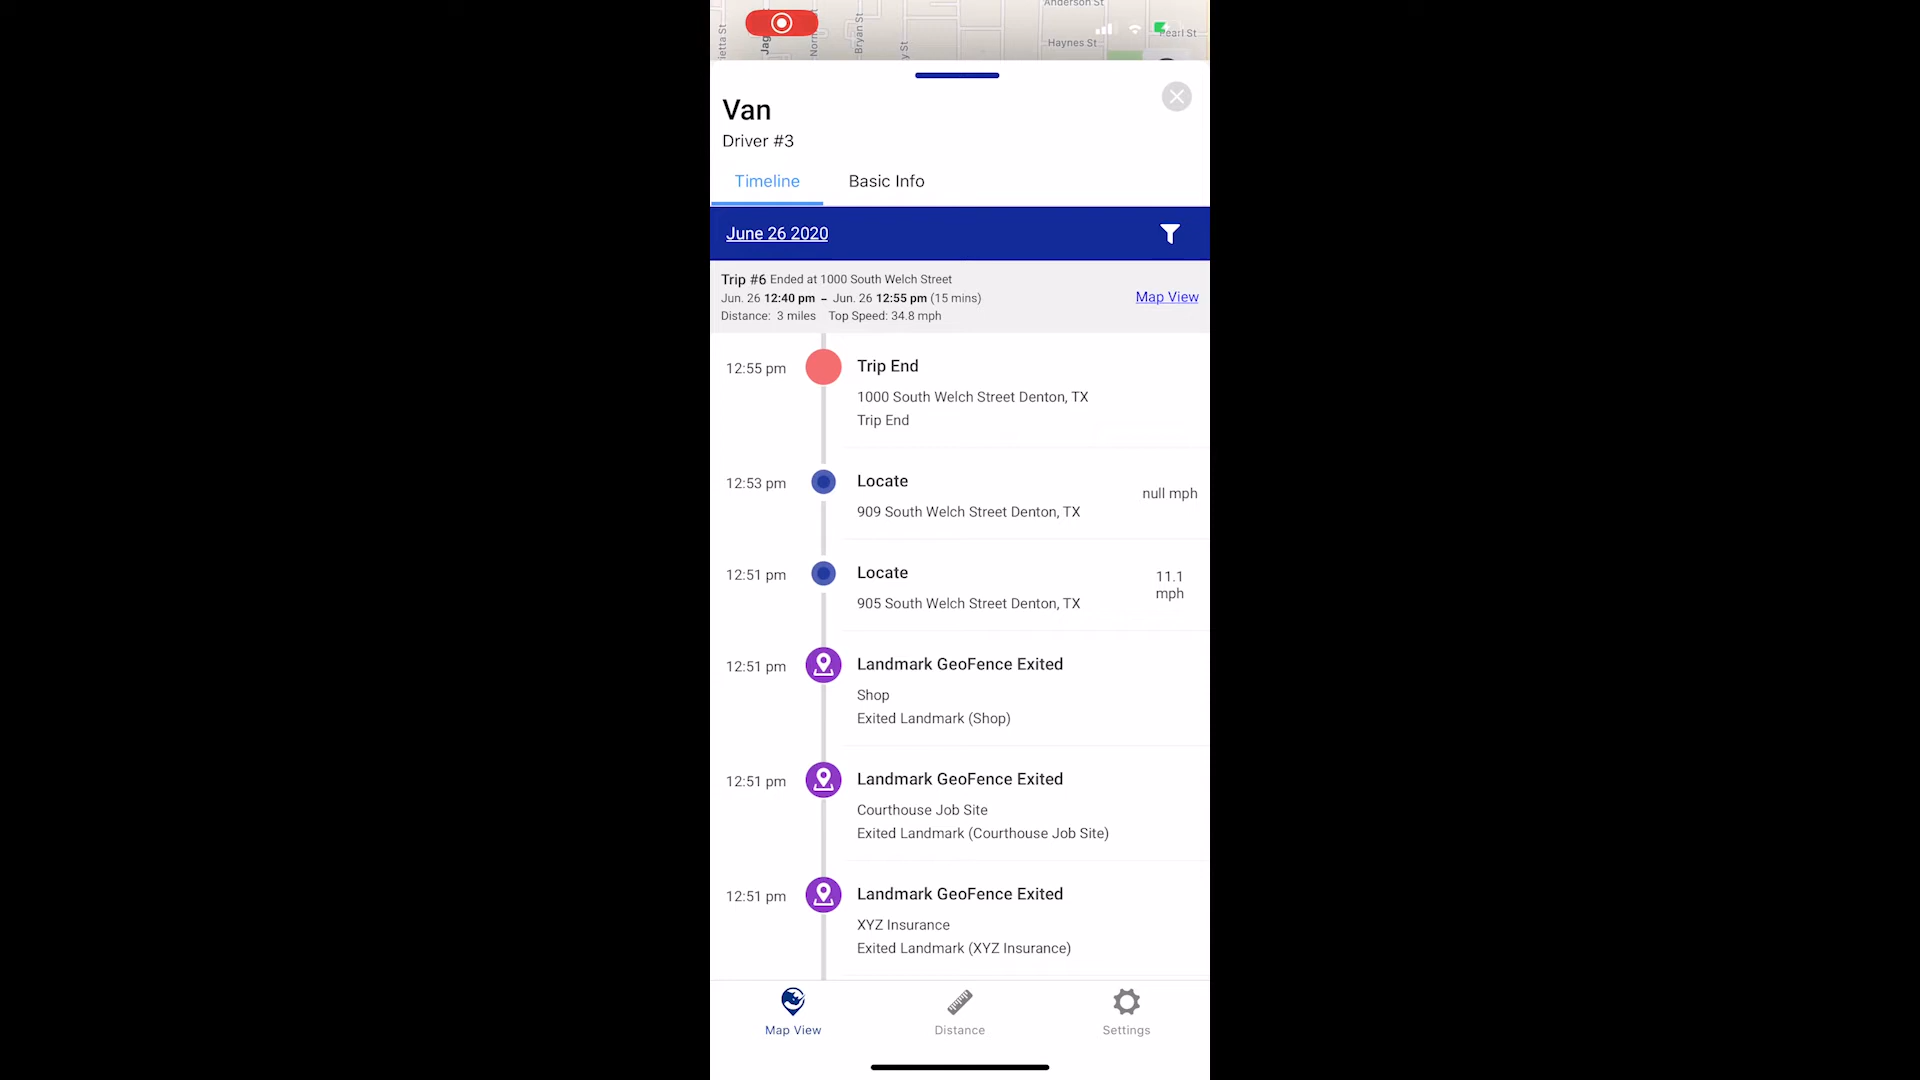 Anderson St
Haynes St
Pearl St
Bryan St
Van
Driver #3
Timeline Basic Info
June 26 2020
Trip #6 Ended at 1000 South Welch Street
Jun. 26 12:40 pm – Jun. 26 12:55 pm (15 mins)
Map View
Distance: 3 miles Top Speed: 34.8 mph
12:55 pm Trip End
1000 South Welch Street Denton, TX
Trip End
12:53 pm Locate
null mph
909 South Welch Street Denton, TX
12:51 pm Locate
11.1
mph
905 South Welch Street Denton, TX
12:51 pm Landmark GeoFence Exited
Shop
Exited Landmark (Shop)
12:51 pm Landmark GeoFence Exited
Courthouse Job Site
Exited Landmark (Courthouse Job Site)
12:51 pm Landmark GeoFence Exited
XYZ Insurance
Exited Landmark (XYZ Insurance)
Map View Distance Settings